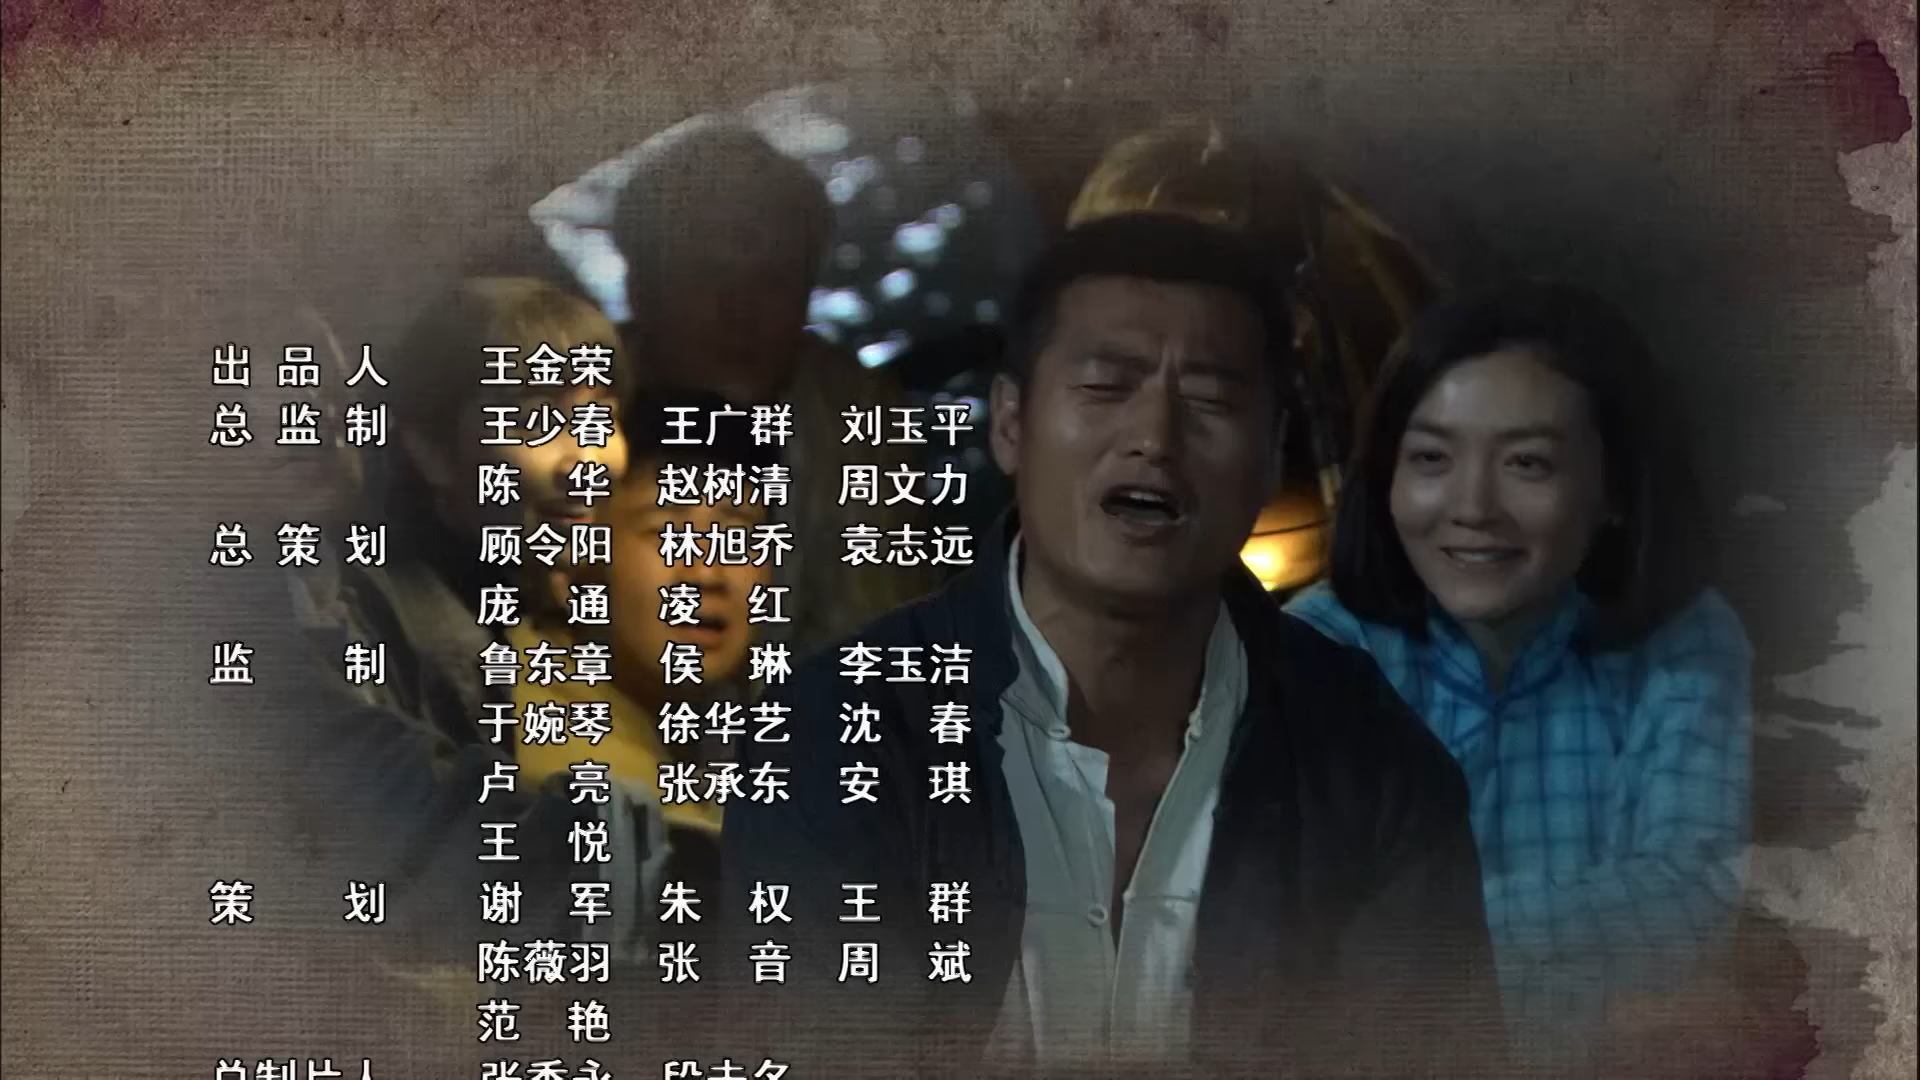 出品人 王金荣
总监制 王少春 王广群 刘玉平
陈华 赵树清 周文力
总策划 顾令阳 林旭乔 袁志远
庞通 凌红
监制 鲁东章 侯琳 李玉洁
于婉琴 徐华艺 沈春
卢亮 张承东 安琪
王悦
策划 谢军 朱权 王群
陈薇羽 张音 周斌
范艳
总制片人